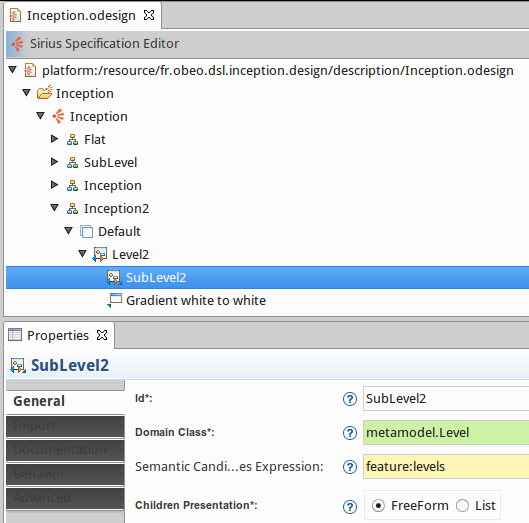 Inception.odesign
Sirius Specification Editor
platform:/resource/fr.obeo.dsl.inception.design/description/Inception.odesign
Inception
Inception
Flat
SubLevel
Inception
Inception2
Default
Level2
SubLevel2
Gradient white to white
Properties
SubLevel2
General
Import
Documentation
Behavior
Advanced
Id*:
SubLevel2
Domain Class*:
metamodel.Level
Semantic Candi...es Expression:
feature:levels
Children Presentation*:
FreeForm
List